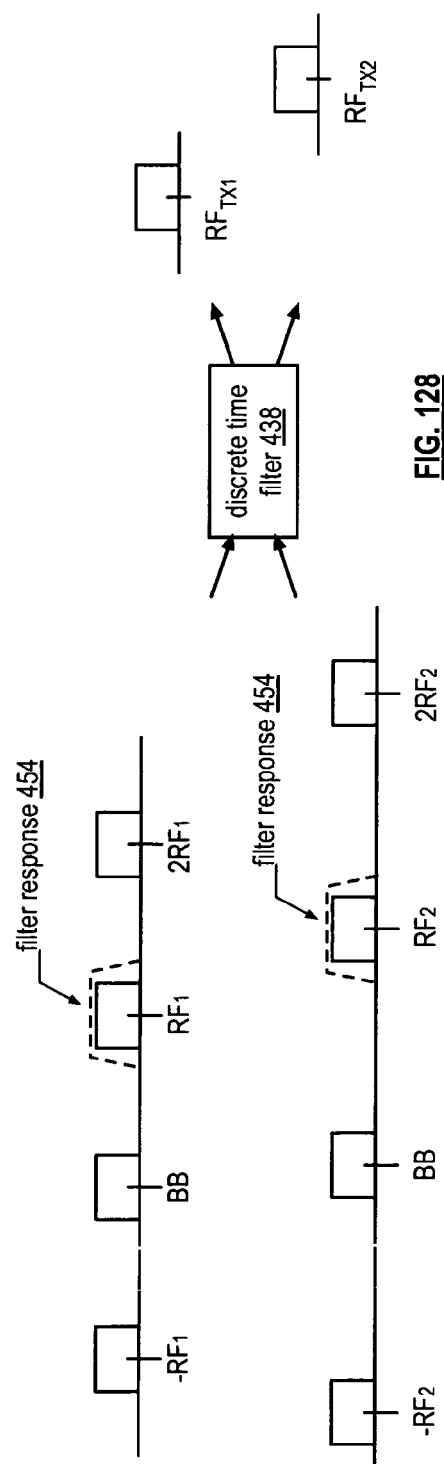 filter response 454
-RF1
BB
RF1
2RF1
filter response 454
-RF2
BB
RF2
2RF2
discrete time
filter 438
RFTX1
RFTX2
FIG. 128